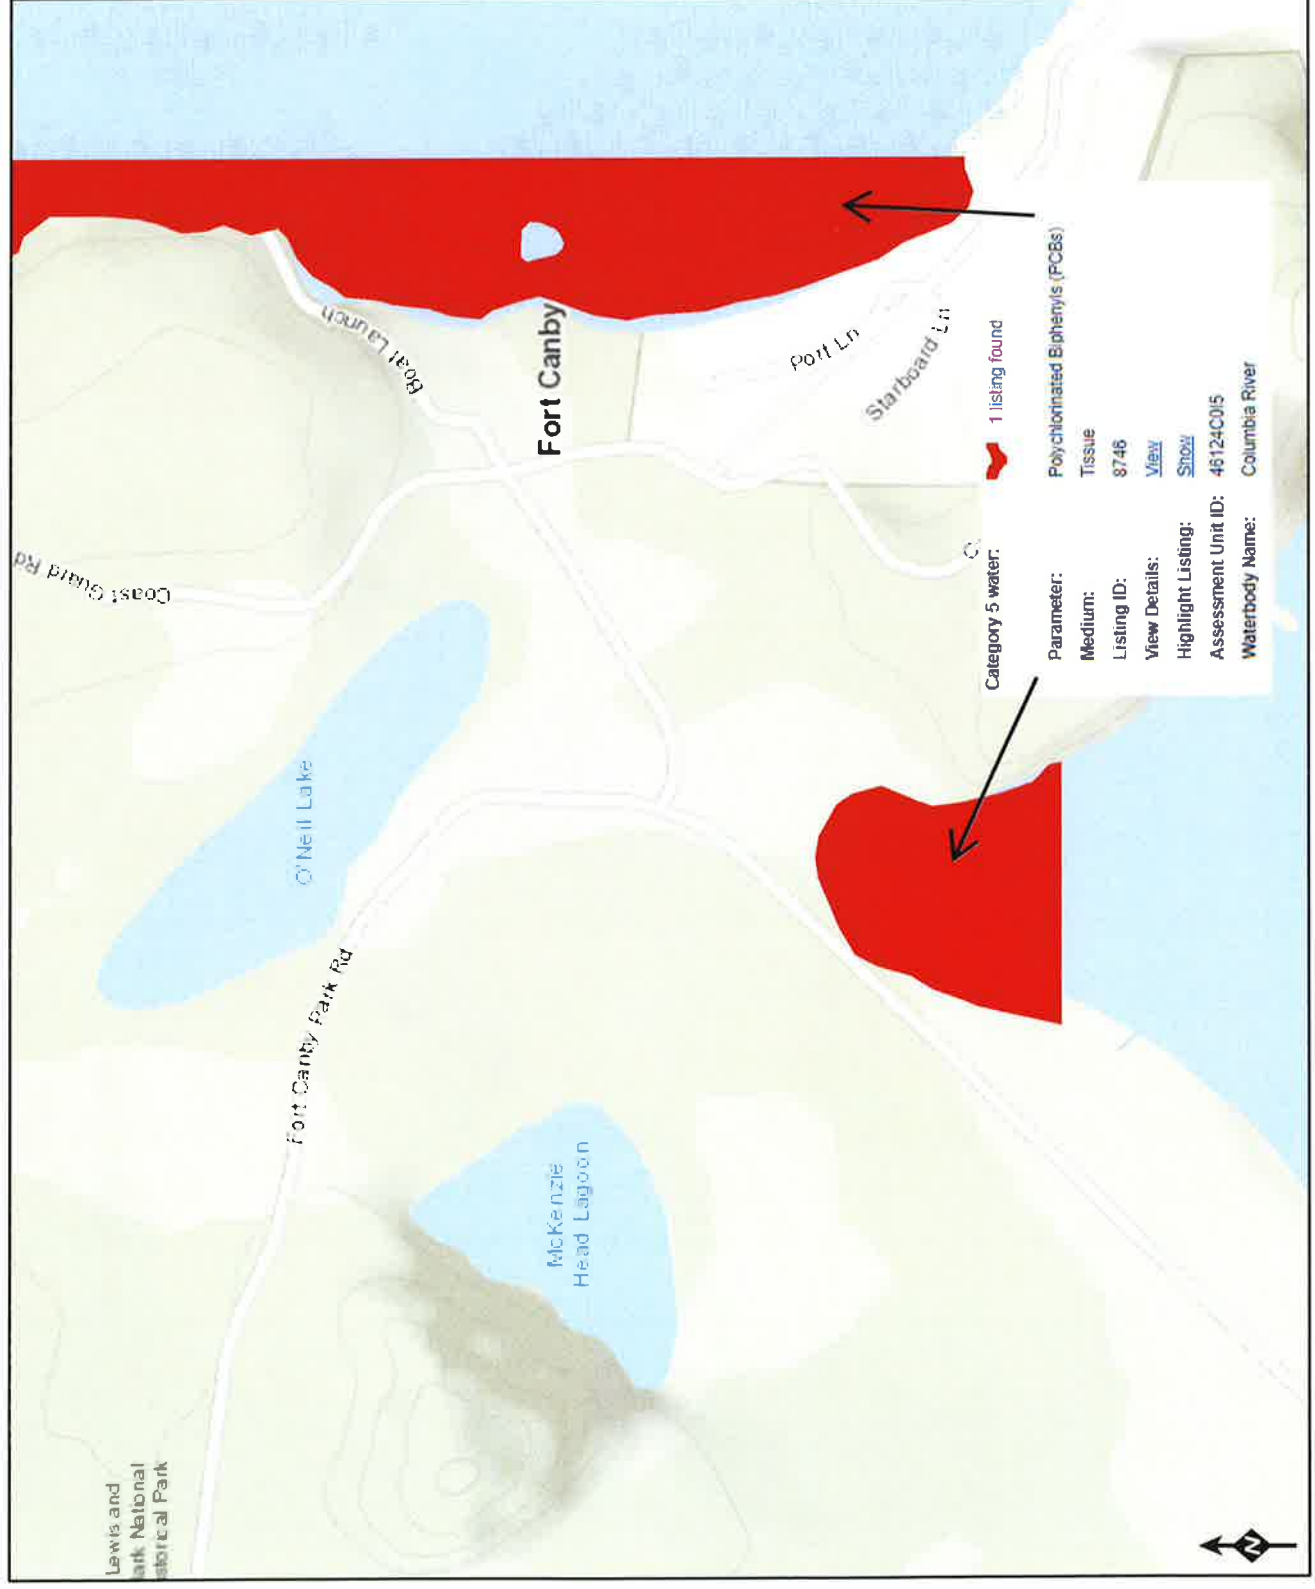 Lewis and
ark National
storical Park
Fort Canby Park Rd
O'Neil Lake
Coast Guard Rd
McKenzie
Head Lagoon
Boat Launch
Fort Canby
Port Ln
Starboard Ln
Category 5 water: 1 listing found
Parameter: Polychlorinated Biphenyls (PCBs)
Medium: Tissue
Listing ID: 8746
View Details: View
Highlight Listing: Show
Assessment Unit ID: 46124C0I5
Waterbody Name: Columbia River
N